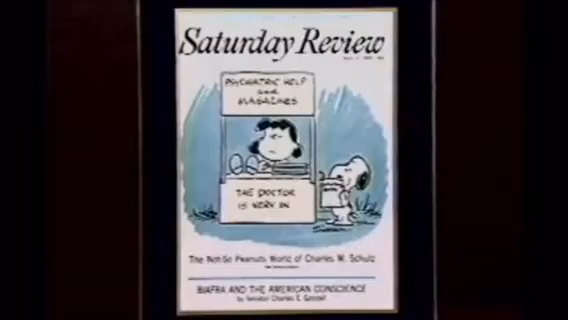 Saturday Review
PSYCHIATRIC HELP
MAGAZINES
THE DOCTOR
IS VERY IN
The Not-So Peanuts World of Charles M. Schulz
BIAFRA AND THE AMERICAN CONSCIENCE
by Senator Charles E. Goodell